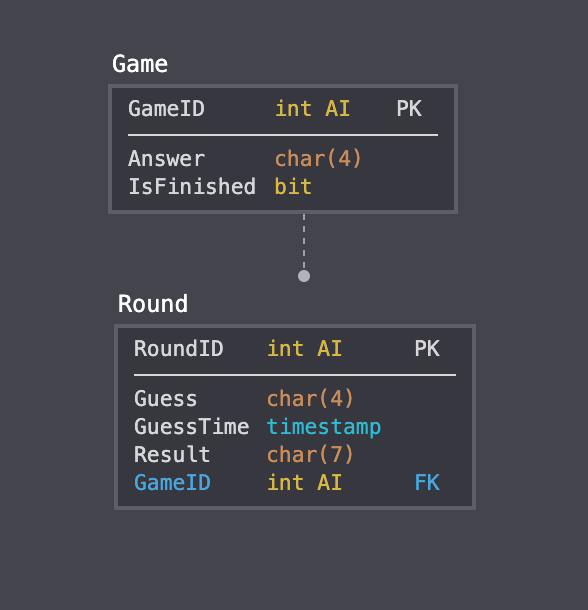 Game
GameID int AI PK
Answer char(4)
IsFinished bit
Round
RoundID int AI PK
Guess char(4)
GuessTime timestamp
Result char(7)
GameID int AI FK